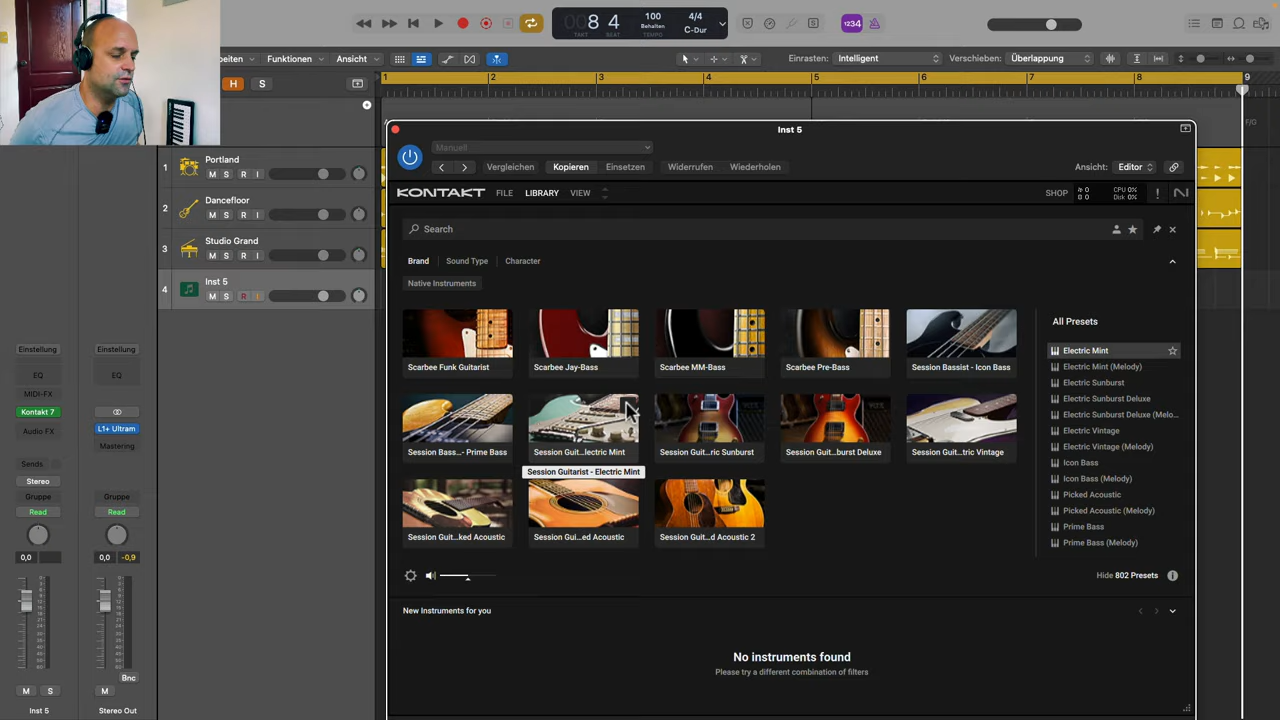 8 4
TAKT BEAT
100
Behalten
TEMPO
4/4
C-Dur
1234
beiten
Funktionen
Ansicht
Einrasten:
Intelligent
Verschieben:
Überlappung
H
S
1
2
3
4
5
6
7
8
9
F/G
1
Portland
M S R I
2
Dancefloor
M S R I
3
Studio Grand
M S R I
4
Inst 5
M S R I
Inst 5
Manuell
Vergleichen
Kopieren
Einsetzen
Widerrufen
Wiederholen
Ansicht:
Editor
KONTAKT
FILE
LIBRARY
VIEW
SHOP
CPU 0%
Disk 0%
Search
Brand
Sound Type
Character
Native Instruments
Scarbee Funk Guitarist
Scarbee Jay-Bass
Scarbee MM-Bass
Scarbee Pre-Bass
Session Bassist - Icon Bass
Session Bass...- Prime Bass
Session Guit...lectric Mint
Session Guit...ric Sunburst
Session Guit...burst Deluxe
Session Guit...tric Vintage
Session Guitarist - Electric Mint
Session Guit...ked Acoustic
Session Gui...ed Acoustic
Session Guit...d Acoustic 2
All Presets
Electric Mint
Electric Mint (Melody)
Electric Sunburst
Electric Sunburst Deluxe
Electric Sunburst Deluxe (Melo...
Electric Vintage
Electric Vintage (Melody)
Icon Bass
Icon Bass (Melody)
Picked Acoustic
Picked Acoustic (Melody)
Prime Bass
Prime Bass (Melody)
Hide 802 Presets
New Instruments for you
No instruments found
Please try a different combination of filters
Einstellung
Einstellung
EQ
EQ
MIDI-FX
Kontakt 7
Audio FX
L1+ Ultram
Mastering
Sends
Stereo
Gruppe
Gruppe
Read
Read
0,0
0,0
-0,9
Bnc
M S
M
Inst 5
Stereo Out